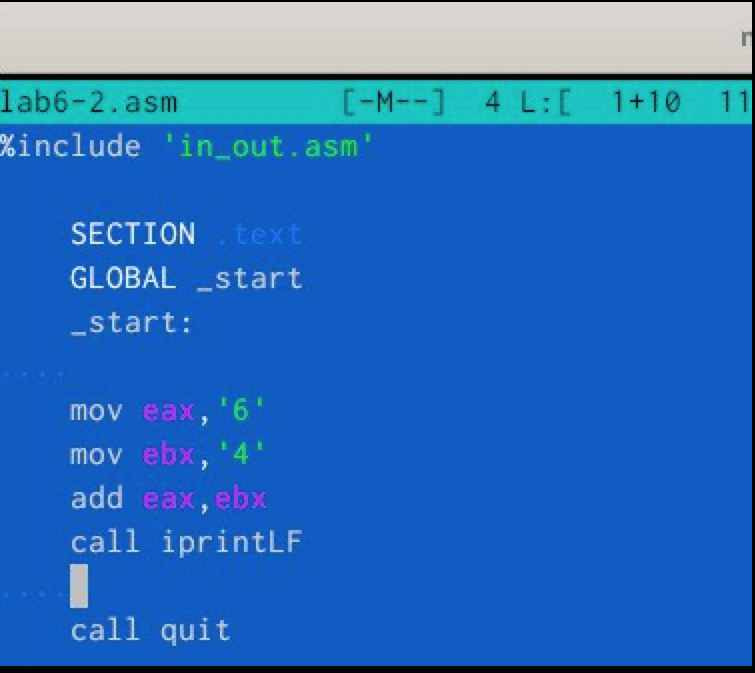 lab6-2.asm [-M--] 4 L:[ 1+10 11
%include 'in_out.asm'
SECTION .text
GLOBAL _start
_start:
mov eax,'6'
mov ebx,'4'
add eax,ebx
call iprintLF
call quit